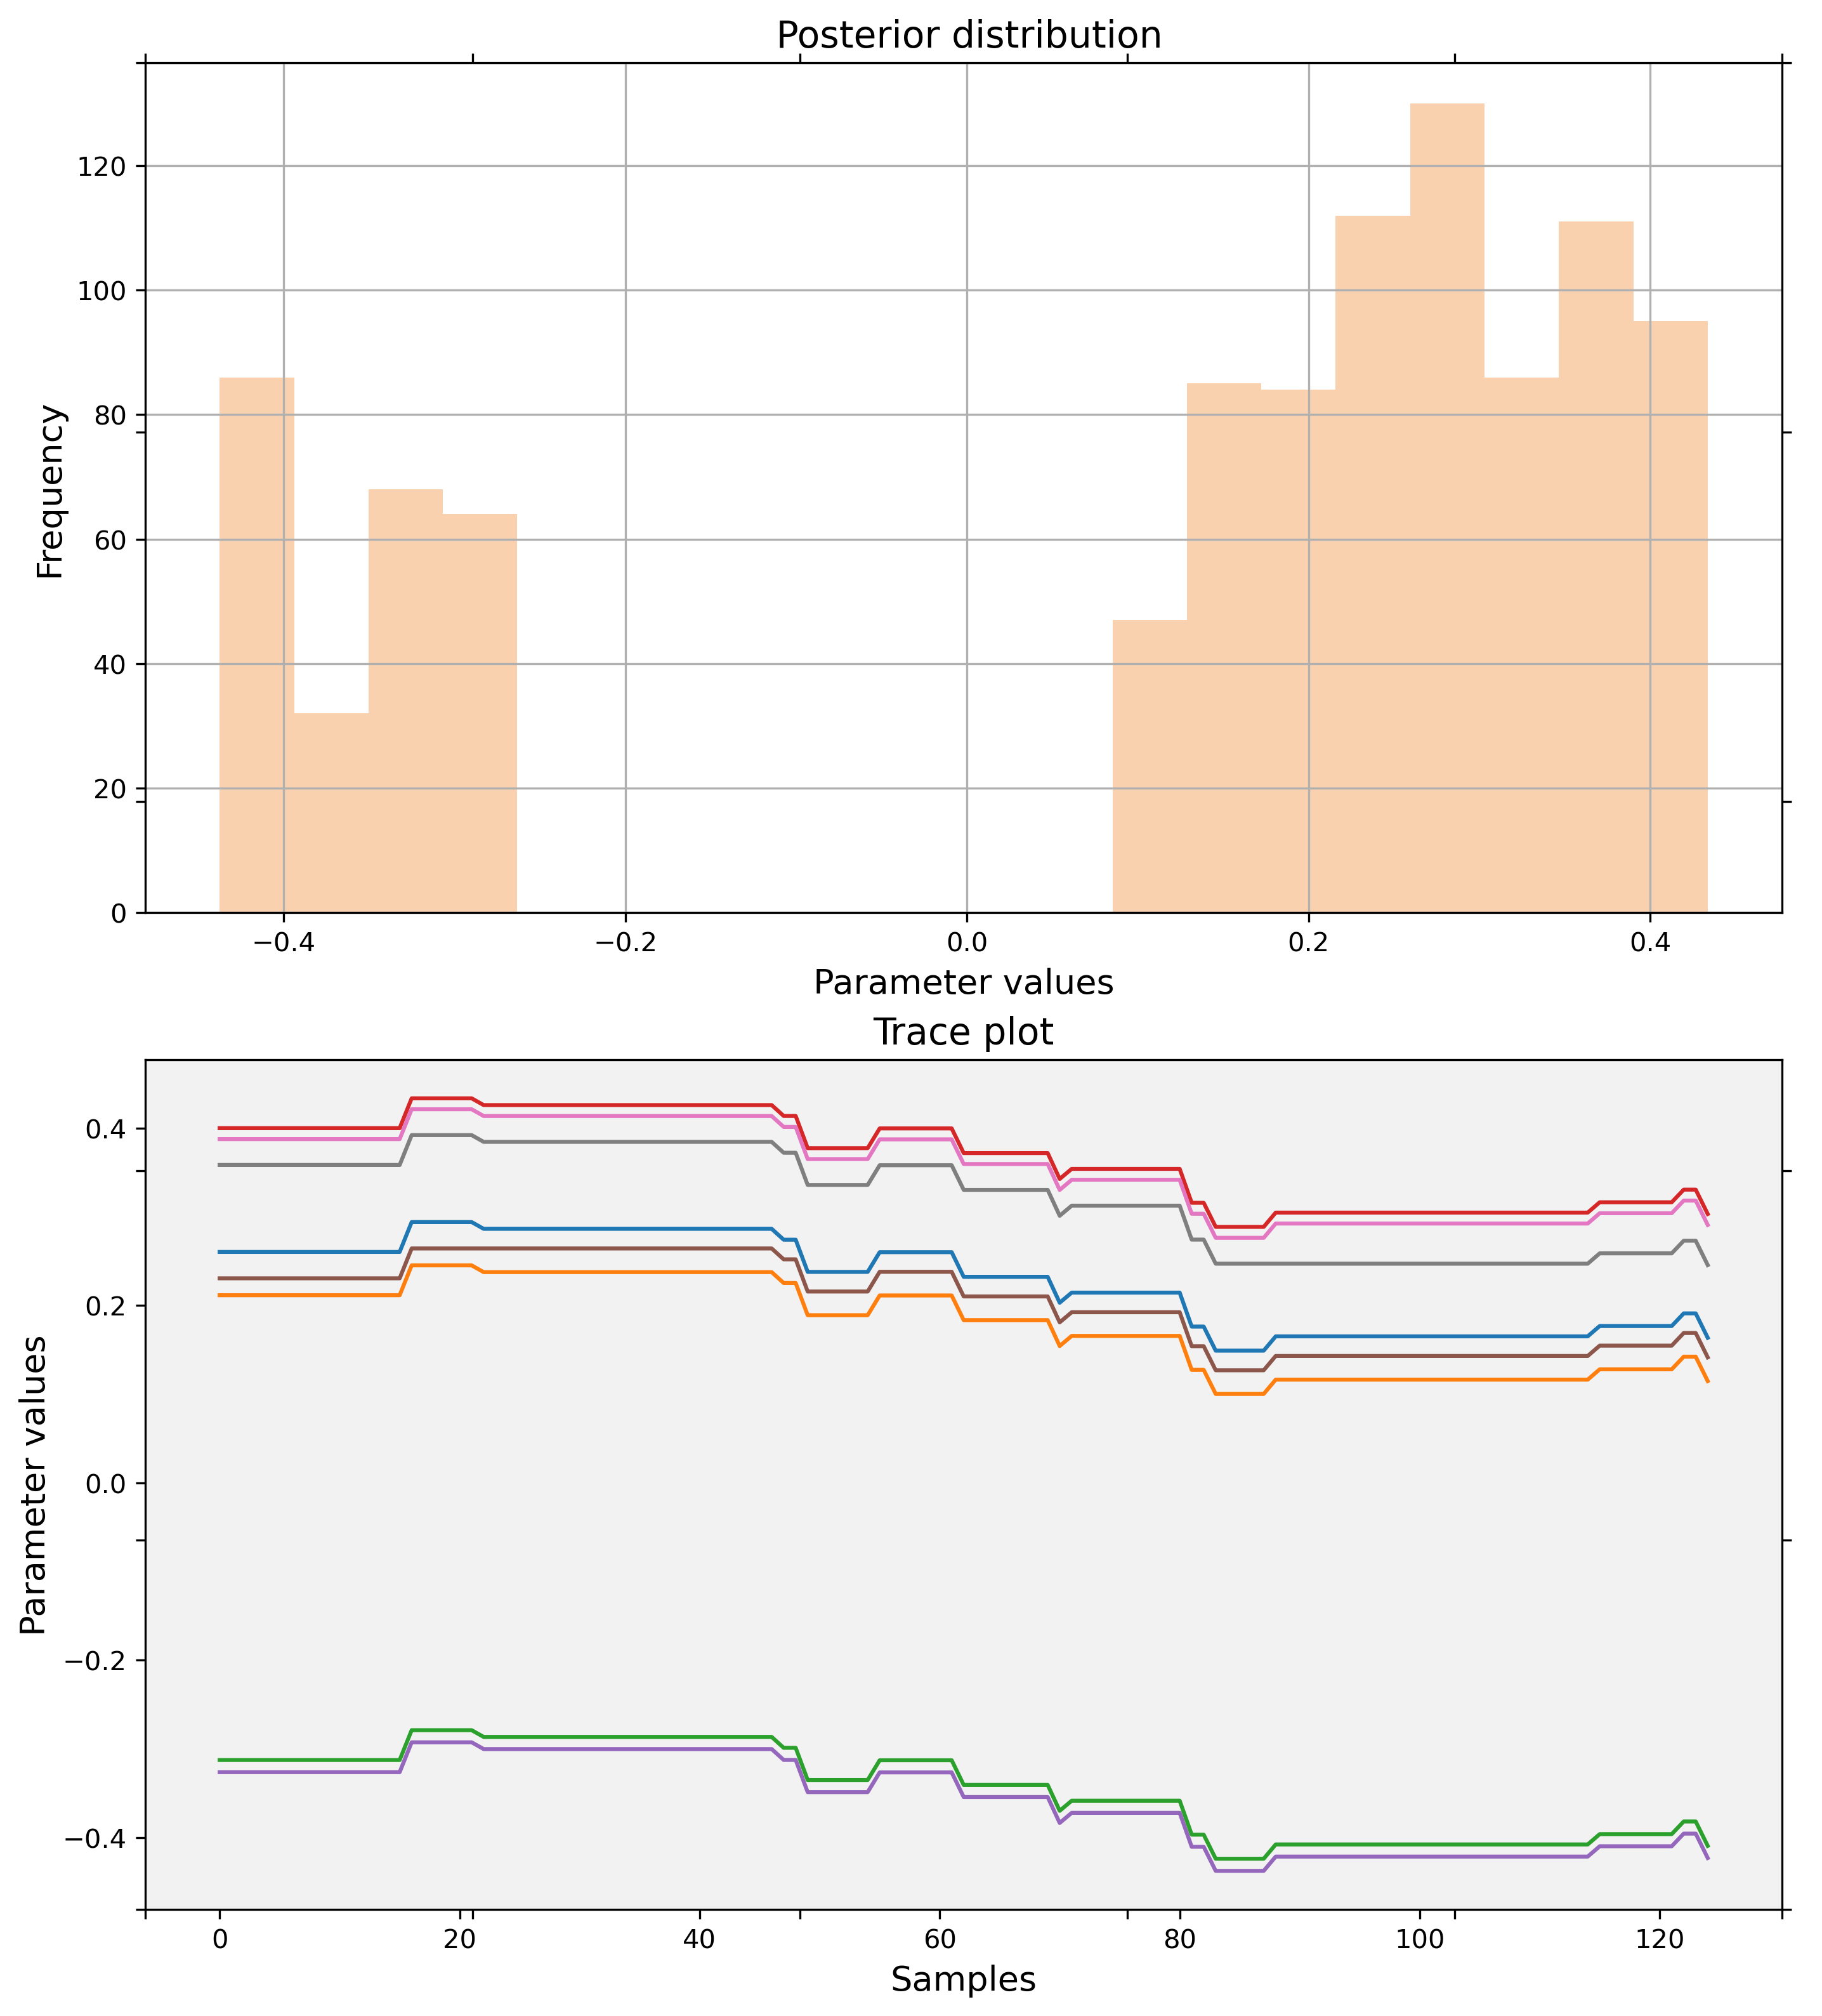 Posterior distribution
120
100
80
60
40
20
0
Frequency
−0.4 −0.2 0.0 0.2 0.4
Parameter values
Trace plot
0.4
0.2
0.0
−0.2
−0.4
Parameter values
0 20 40 60 80 100 120
Samples